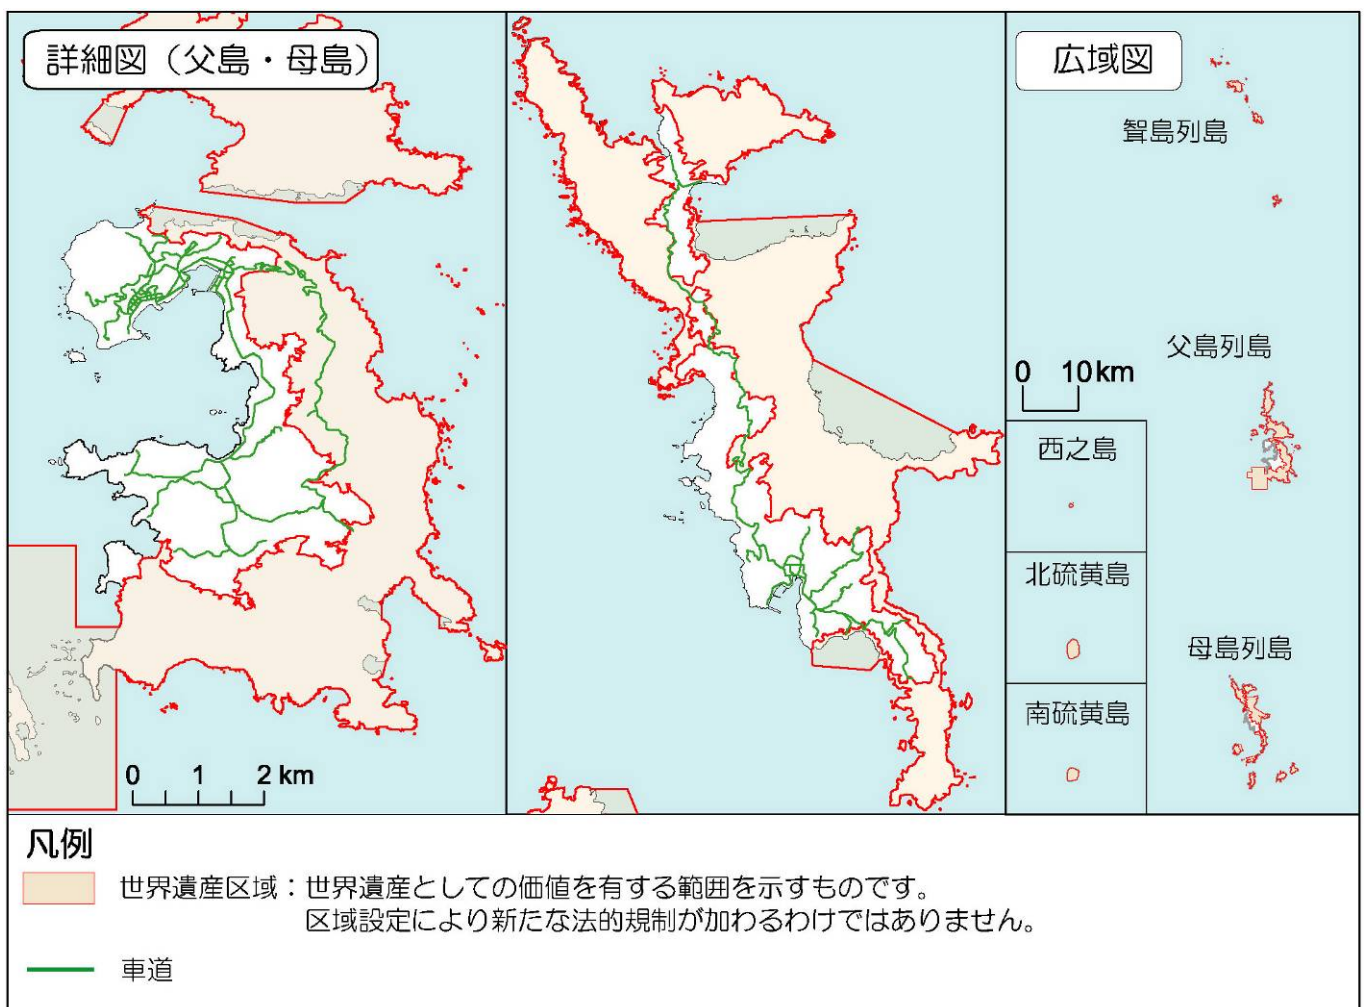 詳細図（父島・母島）
広域図
聟島列島
父島列島
0 10km
西之島
北硫黄島
母島列島
南硫黄島
0 1 2 km
凡例
世界遺産区域：世界遺産としての価値を有する範囲を示すものです。
区域設定により新たな法的規制が加わるわけではありません。
車道